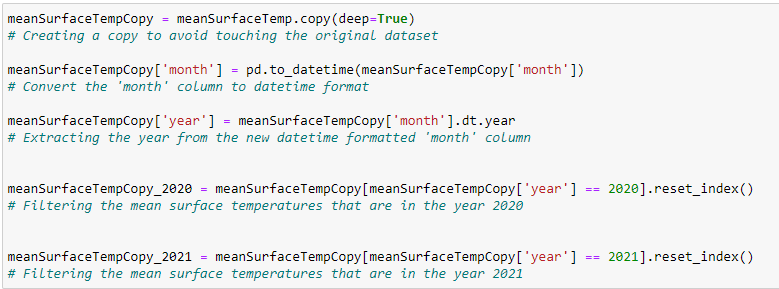 meanSurfaceTempCopy = meanSurfaceTemp.copy(deep=True)
# Creating a copy to avoid touching the original dataset
meanSurfaceTempCopy['month'] = pd.to_datetime(meanSurfaceTempCopy['month'])
# Convert the 'month' column to datetime format
meanSurfaceTempCopy['year'] = meanSurfaceTempCopy['month'].dt.year
# Extracting the year from the new datetime formatted 'month' column
meanSurfaceTempCopy_2020 = meanSurfaceTempCopy[meanSurfaceTempCopy['year'] == 2020].reset_index()
# Filtering the mean surface temperatures that are in the year 2020
meanSurfaceTempCopy_2021 = meanSurfaceTempCopy[meanSurfaceTempCopy['year'] == 2021].reset_index()
# Filtering the mean surface temperatures that are in the year 2021